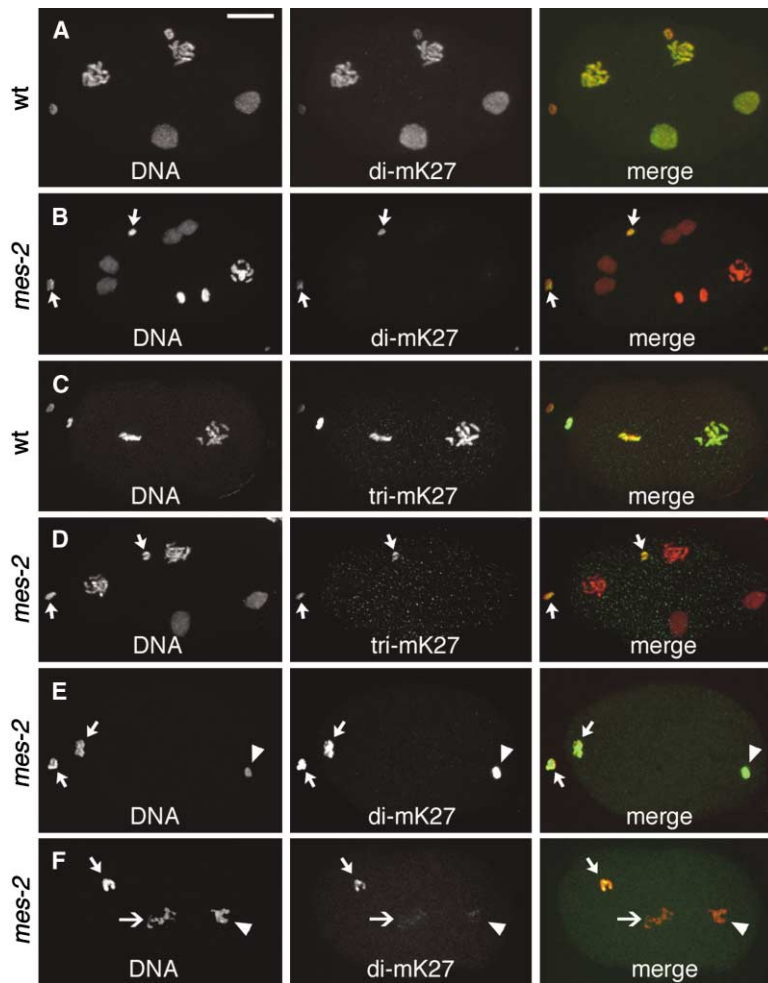 A
wt
DNA
di-mK27
merge
B
mes-2
DNA
di-mK27
merge
C
wt
DNA
tri-mK27
merge
D
mes-2
DNA
tri-mK27
merge
E
mes-2
DNA
di-mK27
merge
F
mes-2
DNA
di-mK27
merge